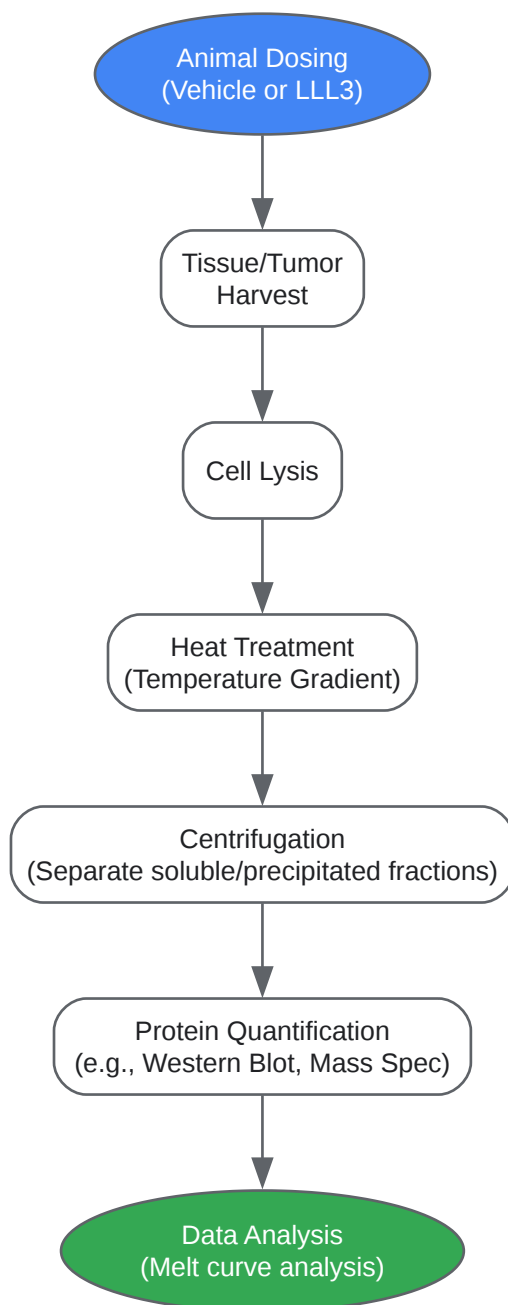 Animal Dosing
(Vehicle or LLL3)
Tissue/Tumor
Harvest
Cell Lysis
Heat Treatment
(Temperature Gradient)
Centrifugation
(Separate soluble/precipitated fractions)
Protein Quantification
(e.g., Western Blot, Mass Spec)
Data Analysis
(Melt curve analysis)